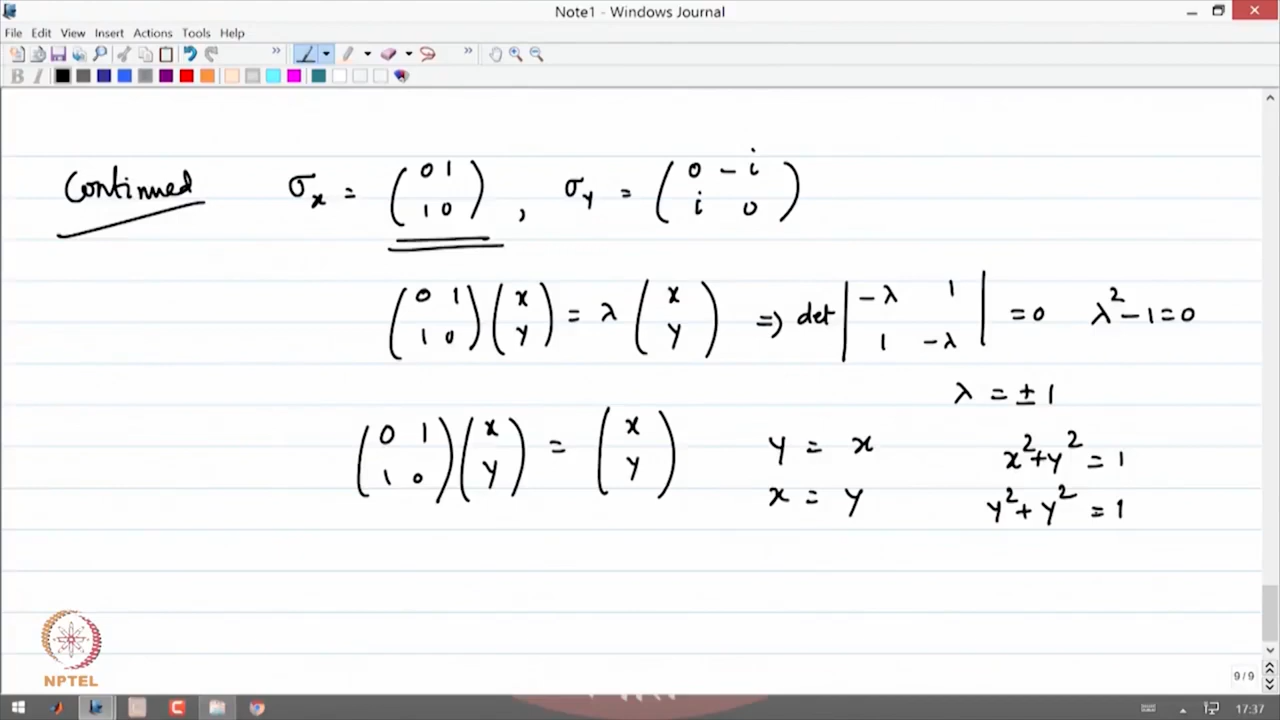 Note1 - Windows Journal
File Edit View Insert Actions Tools Help
Continued σx = (0 1 1 0), σy = (0 -i i 0)
(0 1 1 0)(x y) = λ(x y) => det |-λ 1 1 -λ| = 0 λ²-1=0
λ = ± 1
(0 1 1 0)(x y) = (x y) y = x x²+y² = 1
x = y y²+y² = 1
NPTEL
9/9
17:37